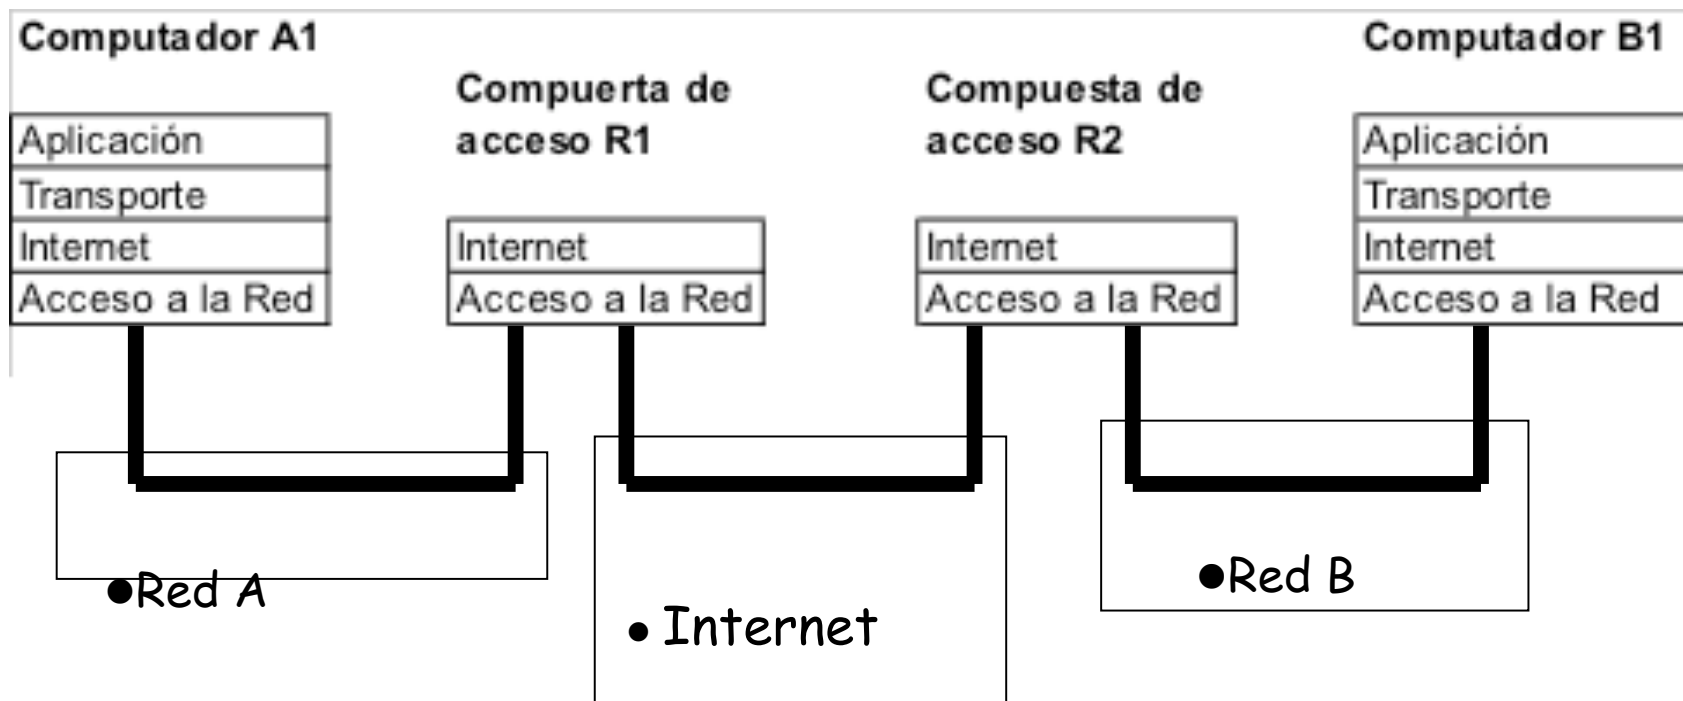 Computador A1
Aplicación
Transporte
Internet
Acceso a la Red
Compuerta de
acceso R1
Internet
Acceso a la Red
Compuesta de
acceso R2
Internet
Acceso a la Red
Computador B1
Aplicación
Transporte
Internet
Acceso a la Red
•Red A
• Internet
•Red B